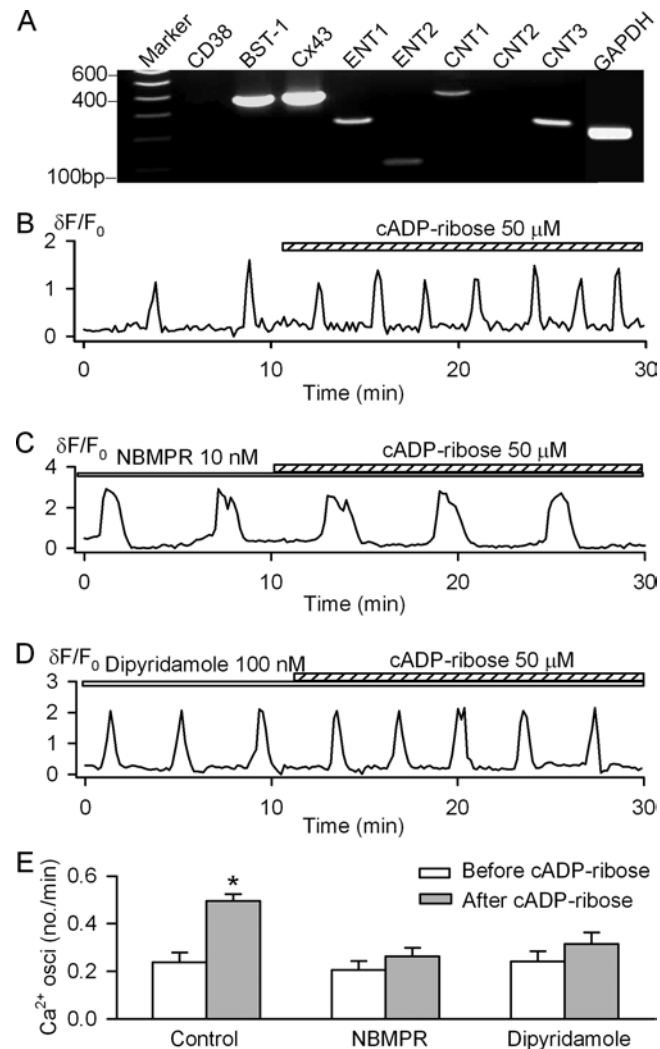 A
Marker CD38 BST-1 Cx43 ENT1 ENT2 CNT1 CNT2 CNT3 GAPDH
600
400
100bp
B
δF/F0
cADP-ribose 50 μM
2
1
0
0 10 20 30
Time (min)
C
δF/F0
NBMPR 10 nM cADP-ribose 50 μM
4
2
0
0 10 20 30
Time (min)
D
δF/F0 Dipyridamole 100 nM cADP-ribose 50 μM
3
2
1
0
0 10 20 30
Time (min)
E
Ca2+ osci (no./min)
0.6
0.4
0.2
0.0
*
Before cADP-ribose
After cADP-ribose
Control NBMPR Dipyridamole